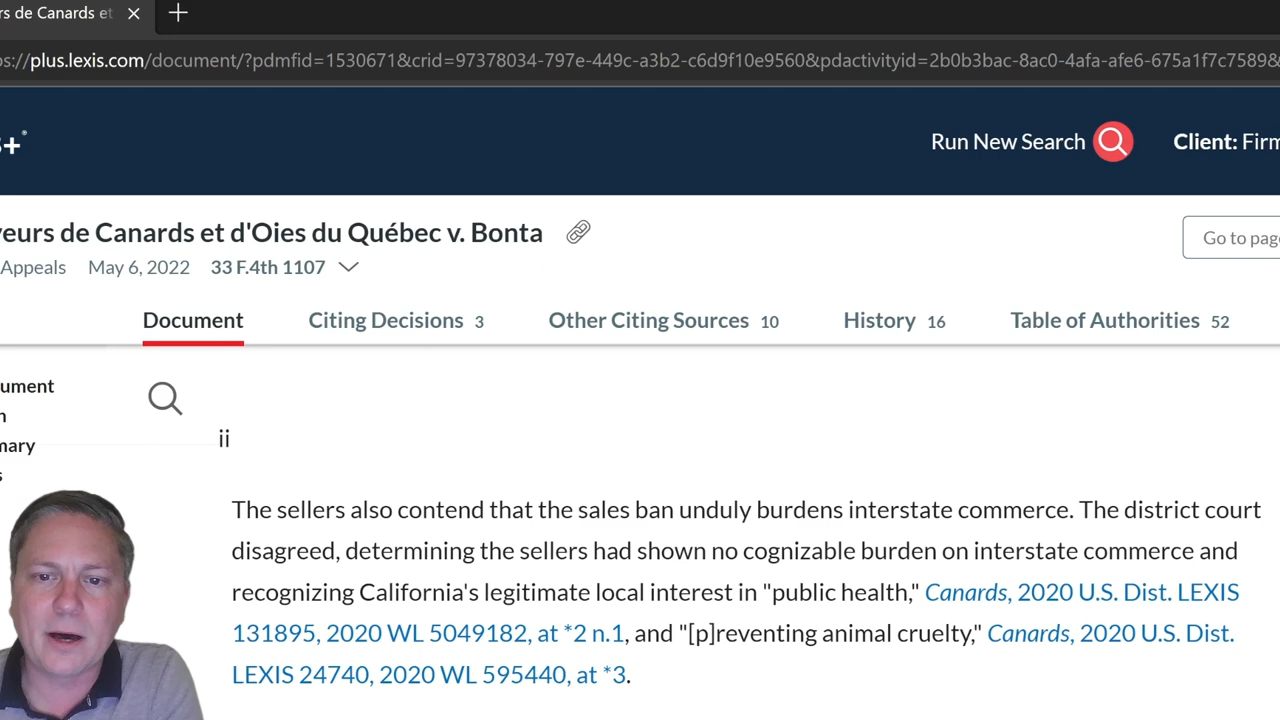 rs de Canards et
ps://plus.lexis.com/document/?pdmfid=1530671&crid=97378034-797e-449c-a3b2-c6d9f10e9560&pdactivityid=2b0b3bac-8ac0-4afa-afe6-675a1f7c7589&
s+®
Run New Search
Client: Firm
veurs de Canards et d'Oies du Québec v. Bonta
Go to page
Appeals May 6, 2022 33 F.4th 1107
Document Citing Decisions 3 Other Citing Sources 10 History 16 Table of Authorities 52
ument
n
mary
s
ii
The sellers also contend that the sales ban unduly burdens interstate commerce. The district court
disagreed, determining the sellers had shown no cognizable burden on interstate commerce and
recognizing California's legitimate local interest in "public health," Canards, 2020 U.S. Dist. LEXIS
131895, 2020 WL 5049182, at *2 n.1, and "[p]reventing animal cruelty," Canards, 2020 U.S. Dist.
LEXIS 24740, 2020 WL 595440, at *3.